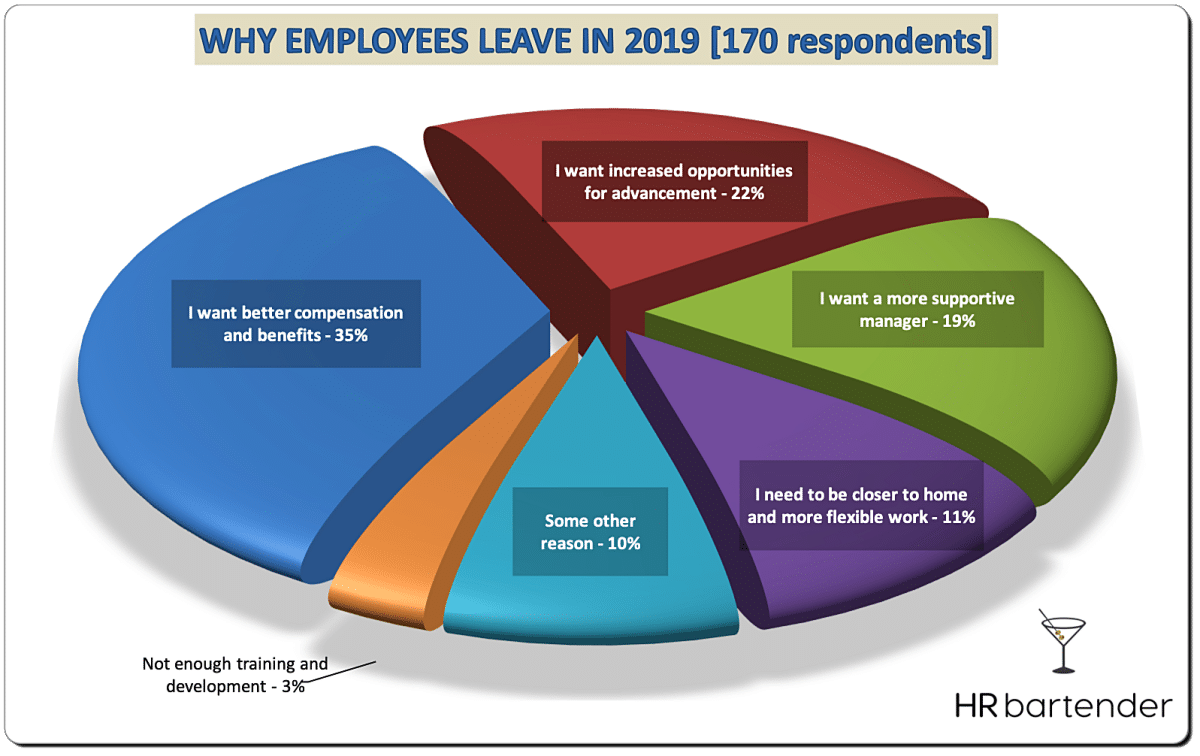 WHY EMPLOYEES LEAVE IN 2019 [170 respondents]
I want increased opportunities
for advancement - 22%
I want better compensation
and benefits - 35%
I want a more supportive
manager - 19%
I need to be closer to home
and more flexible work - 11%
Some other
reason - 10%
Not enough training and
development - 3%
HR bartender